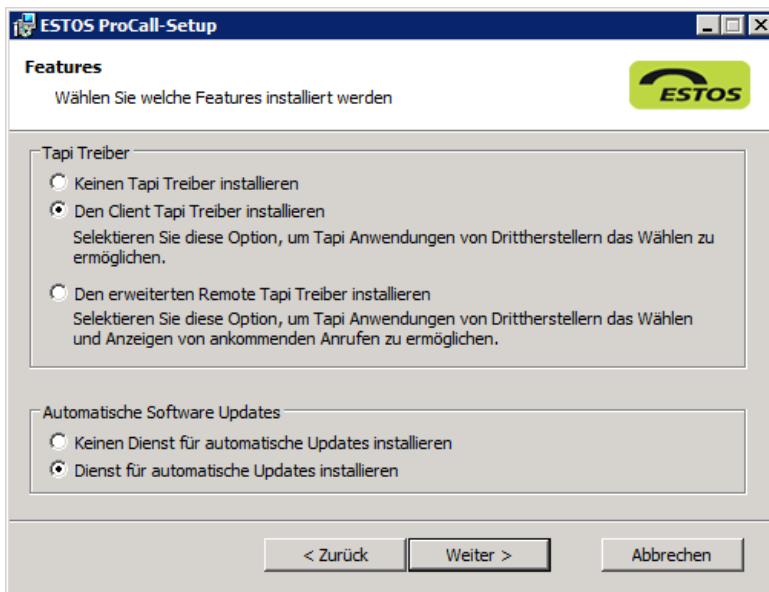 ESTOS ProCall-Setup
Features
Wählen Sie welche Features installiert werden
ESTOS
Tapi Treiber
Keinen Tapi Treiber installieren
Den Client Tapi Treiber installieren
Selektieren Sie diese Option, um Tapi Anwendungen von Drittherstellern das Wählen zu
ermöglichen.
Den erweiterten Remote Tapi Treiber installieren
Selektieren Sie diese Option, um Tapi Anwendungen von Drittherstellern das Wählen
und Anzeigen von ankommenden Anrufen zu ermöglichen.
Automatische Software Updates
Keinen Dienst für automatische Updates installieren
Dienst für automatische Updates installieren
< Zurück
Weiter >
Abbrechen